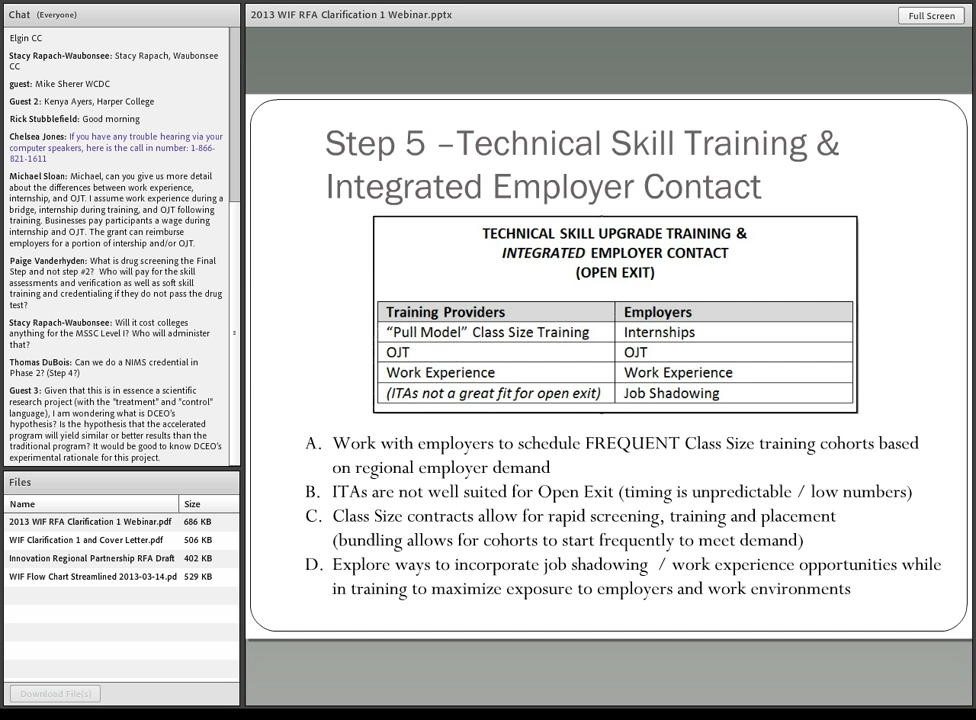 Chat (Everyone)
Elgin CC
Stacy Rapach-Waubonsee: Stacy Rapach, Waubonsee
CC
guest: Mike Sherer WCDC
Guest 2: Kenya Ayers, Harper College
Rick Stubblefield: Good morning
Chelsea Jones: If you have any trouble hearing via your
computer speakers, here is the call in number: 1-866-
821-1611
Michael Sloan: Michael, can you give us more detail
about the differences between work experience,
internship, and OJT. I assume work experience during a
bridge, internship during training, and OJT following
training. Businesses pay participants a wage during
internship and OJT. The grant can reimburse
employers for a portion of intership and/or OJT.
Paige Vanderhyden: What is drug screening the Final
Step and not step #2? Who will pay for the skill
assessments and verification as well as soft skill
training and credentialing if they do not pass the drug
test?
Stacy Rapach-Waubonsee: Will it cost colleges
anything for the MSSC Level I? Who will administer
that?
Thomas DuBois: Can we do a NIMS credential in
Phase 2? (Step 4?)
Guest 3: Given that this is in essence a scientific
research project (with the "treatment" and "control"
language), I am wondering what is DCEO's
hypothesis? Is the hypothesis that the accelerated
program will yield similar or better results than the
traditional program? It would be good to know DCEO's
experimental rationale for this project.
Files
Name Size
2013 WIF RFA Clarification 1 Webinar.pdf 686 KB
WIF Clarification 1 and Cover Letter.pdf 506 KB
Innovation Regional Partnership RFA Draft 402 KB
WIF Flow Chart Streamlined 2013-03-14.pd 529 KB
Download File(s)
2013 WIF RFA Clarification 1 Webinar.pptx
Full Screen
Step 5 –Technical Skill Training &
Integrated Employer Contact
TECHNICAL SKILL UPGRADE TRAINING &
INTEGRATED EMPLOYER CONTACT
(OPEN EXIT)
Training Providers Employers
“Pull Model” Class Size Training Internships
OJT OJT
Work Experience Work Experience
(ITAs not a great fit for open exit) Job Shadowing
A. Work with employers to schedule FREQUENT Class Size training cohorts based
on regional employer demand
B. ITAs are not well suited for Open Exit (timing is unpredictable / low numbers)
C. Class Size contracts allow for rapid screening, training and placement
(bundling allows for cohorts to start frequently to meet demand)
D. Explore ways to incorporate job shadowing / work experience opportunities while
in training to maximize exposure to employers and work environments